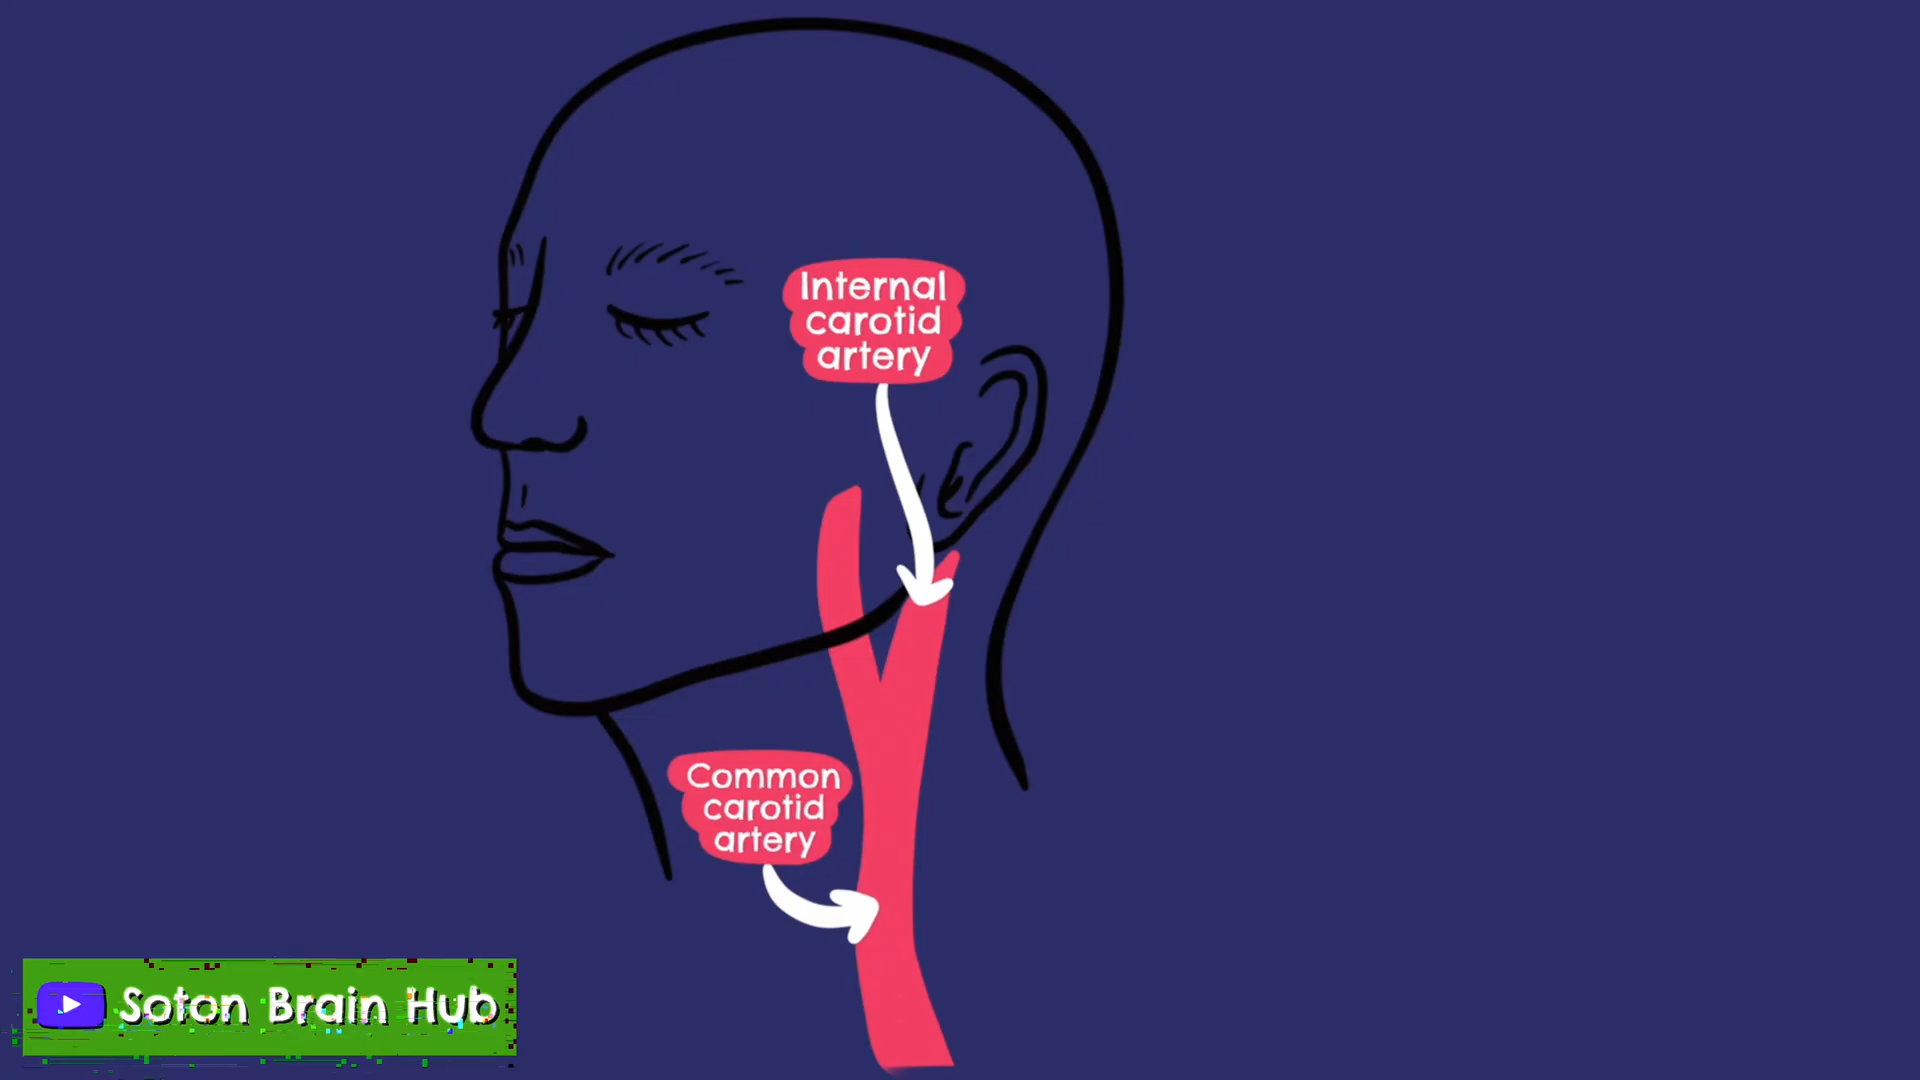 Internal
carotid
artery
Common
carotid
artery
Soton Brain Hub